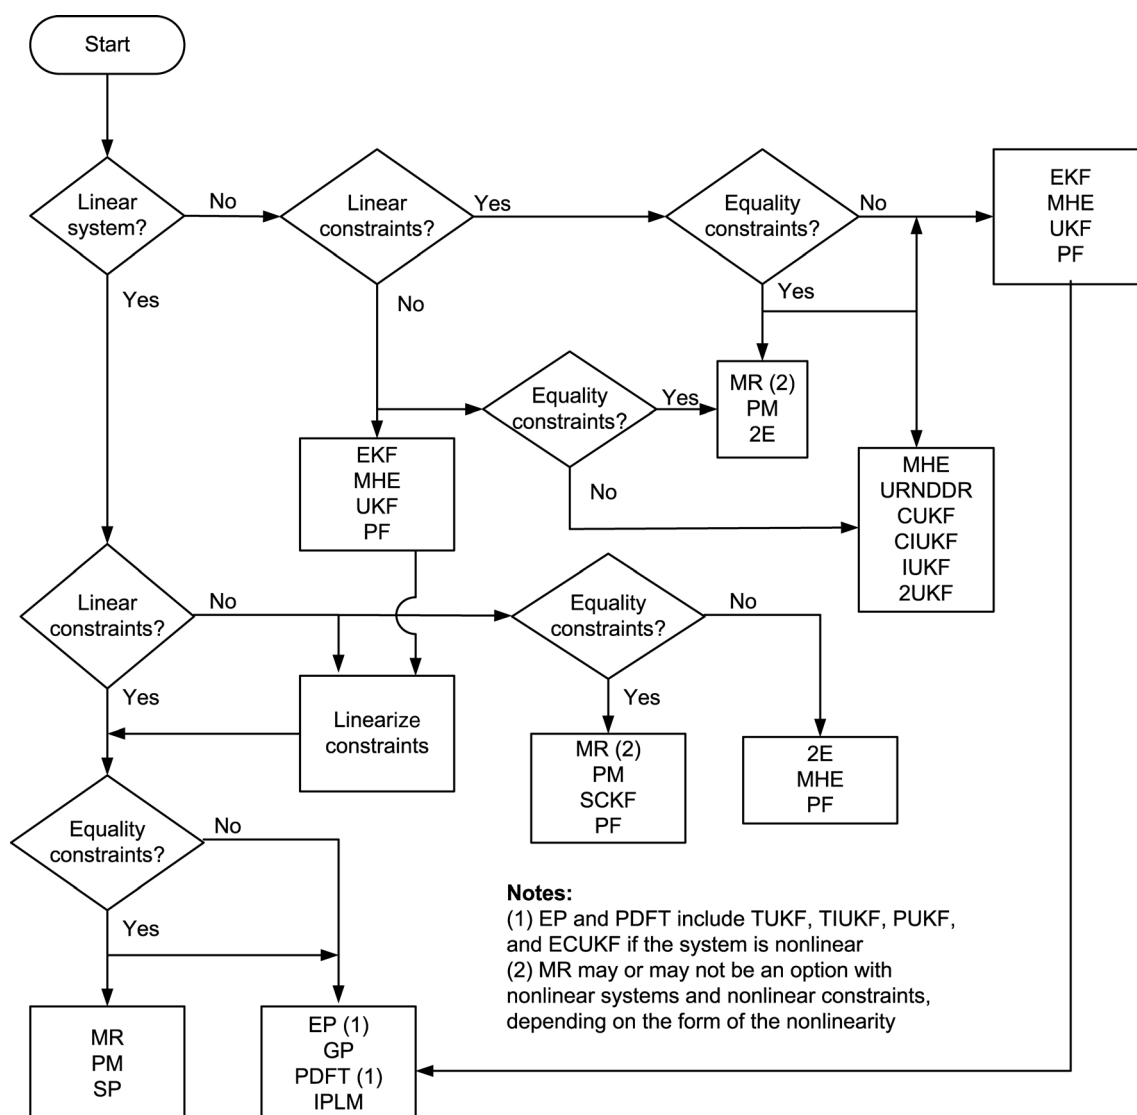 Start
Linear
system?
No
Yes
Linear
constraints?
Yes
No
Equality
constraints?
No
Yes
EKF
MHE
UKF
PF
Equality
constraints?
Yes
No
MR (2)
PM
2E
EKF
MHE
UKF
PF
MHE
URNDDR
CUKF
CIUKF
IUKF
2UKF
Linear
constraints?
No
Yes
Equality
constraints?
No
Yes
Linearize
constraints
MR (2)
PM
SCKF
PF
2E
MHE
PF
Equality
constraints?
No
Yes
MR
PM
SP
EP (1)
GP
PDFT (1)
IPLM
Notes:
(1) EP and PDFT include TUKF, TIUKF, PUKF,
and ECUKF if the system is nonlinear
(2) MR may or may not be an option with
nonlinear systems and nonlinear constraints,
depending on the form of the nonlinearity